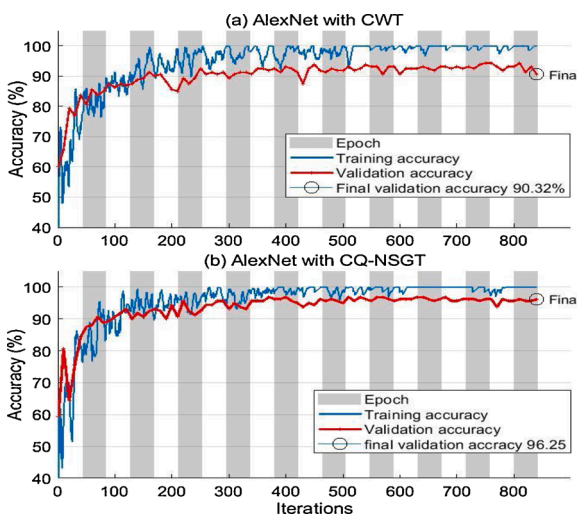 (a) AlexNet with CWT
Accuracy (%)
100
90
80
70
60
50
40
Fina
Epoch
Training accuracy
Validation accuracy
Final validation accuracy 90.32%
0 100 200 300 400 500 600 700 800
(b) AlexNet with CQ-NSGT
Accuracy (%)
100
90
80
70
60
50
40
Fina
Epoch
Training accuracy
Validation accuracy
final validation accracy 96.25
0 100 200 300 400 500 600 700 800
Iterations